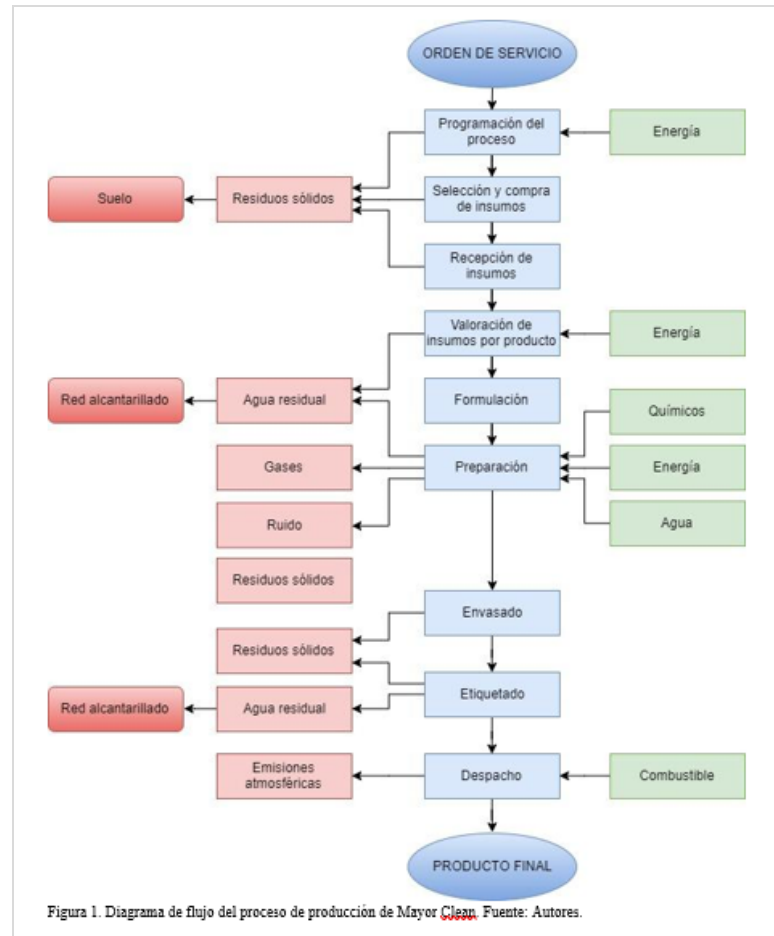 ORDEN DE SERVICIO
Programación del
proceso
Energía
Suelo
Residuos sólidos
Selección y compra
de insumos
Recepción de
insumos
Valoración de
insumos por producto
Energía
Red alcantarillado
Agua residual
Formulación
Químicos
Gases
Preparación
Energía
Ruido
Agua
Residuos sólidos
Envasado
Residuos sólidos
Red alcantarillado
Agua residual
Etiquetado
Emisiones
atmosféricas
Despacho
Combustible
PRODUCTO FINAL
Figura 1. Diagrama de flujo del proceso de producción de Mayor Clean. Fuente: Autores.